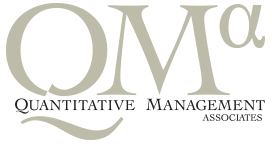 QMα
QUANTITATIVE MANAGEMENT
ASSOCIATES